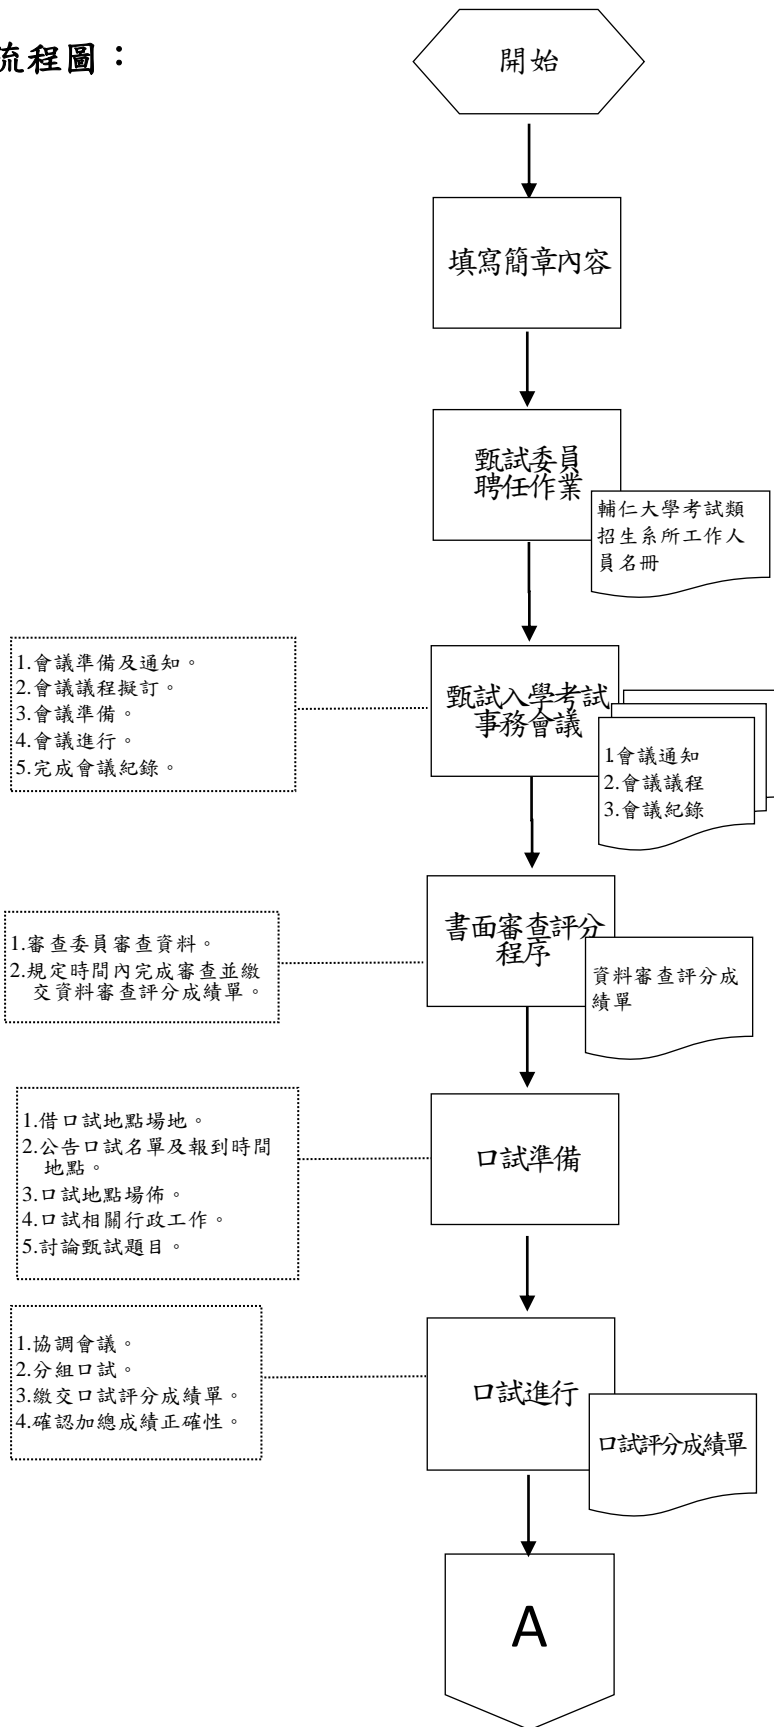 流程圖：
開始
填寫簡章內容
甄試委員
聘任作業
輔仁大學考試類
招生系所工作人
員名冊
1.會議準備及通知。
2.會議議程擬訂。
3.會議準備。
4.會議進行。
5.完成會議紀錄。
甄試入學考試
事務會議
1.會議通知
2.會議議程
3.會議紀錄
1.審查委員審查資料。
2.規定時間內完成審查並繳
交資料審查評分成績單。
書面審查評分
程序
資料審查評分成
績單
1.借口試地點場地。
2.公告口試名單及報到時間
地點。
3.口試地點場佈。
4.口試相關行政工作。
5.討論甄試題目。
口試準備
1.協調會議。
2.分組口試。
3.繳交口試評分成績單。
4.確認加總成績正確性。
口試進行
口試評分成績單
A